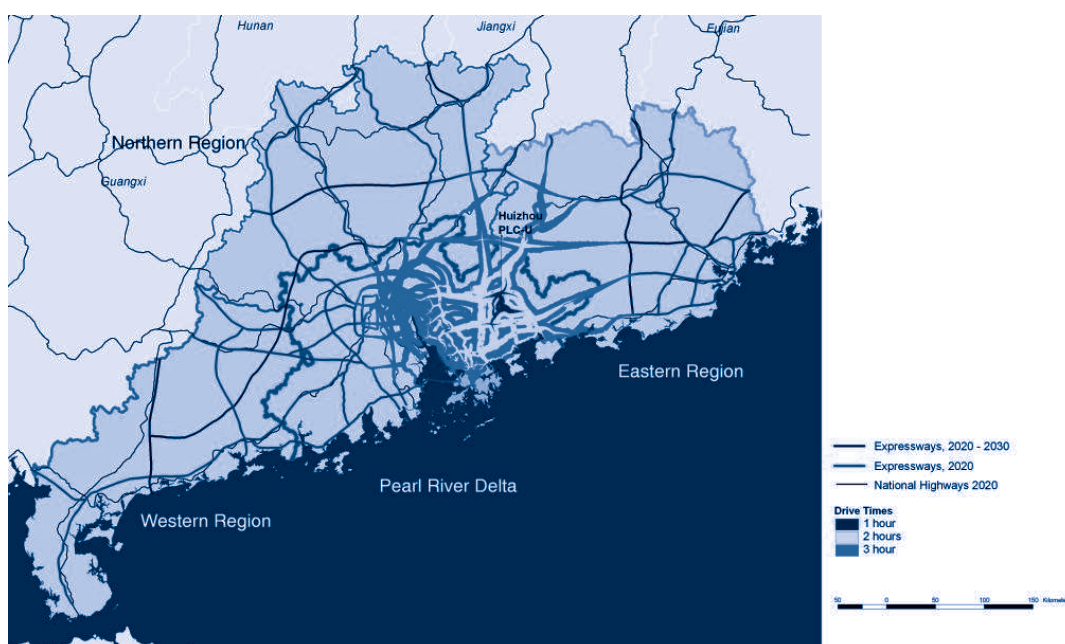 Hunan
Jiangxi
Fujian
Northern Region
Guangxi
Huizhou
PLC-U
Eastern Region
Pearl River Delta
Western Region
Expressways, 2020 - 2030
Expressways, 2020
National Highways 2020
Drive Times
1 hour
2 hours
3 hour
50 0 50 100 150